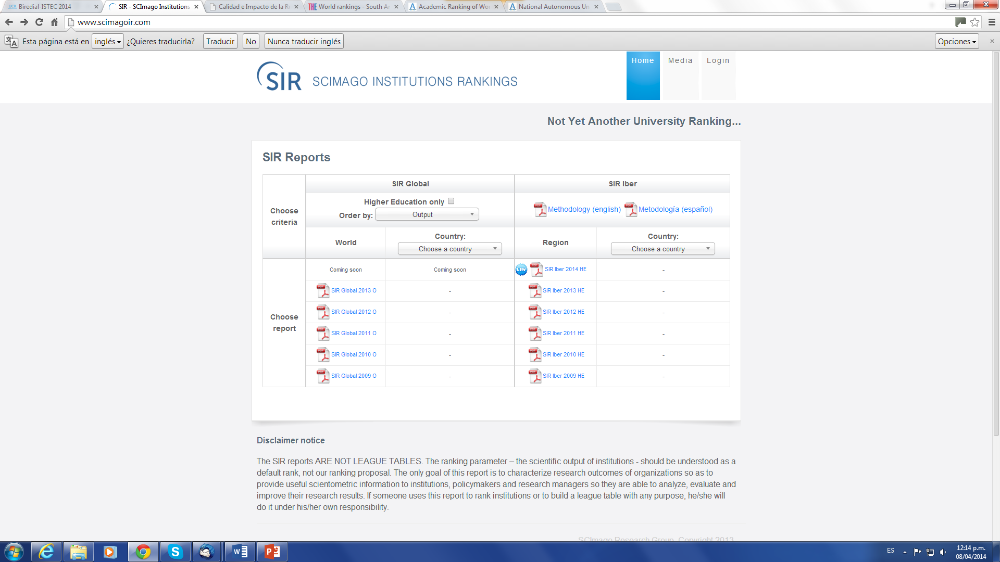 Biredial-ISTEC 2014
SIR - SCImago Institutions
Calidad e Impacto de la R
World rankings - South A
Academic Ranking of Wo
National Autonomous Un
www.scimagoir.com
Esta página está en inglés ¿Quieres traducirla? Traducir No Nunca traducir inglés Opciones
Home Media Login
SIR SCIMAGO INSTITUTIONS RANKINGS
Not Yet Another University Ranking...
SIR Reports
SIR Global SIR Iber
Choose criteria
Higher Education only
Order by: Output
Methodology (english) Metodología (español)
World
Country:
Choose a country
Region
Country:
Choose a country
Choose report
Coming soon Coming soon NEW SIR Iber 2014 HE -
SIR Global 2013 O - SIR Iber 2013 HE -
SIR Global 2012 O - SIR Iber 2012 HE -
SIR Global 2011 O - SIR Iber 2011 HE -
SIR Global 2010 O - SIR Iber 2010 HE -
SIR Global 2009 O - SIR Iber 2009 HE -
Disclaimer notice
The SIR reports ARE NOT LEAGUE TABLES. The ranking parameter – the scientific output of institutions - should be understood as a
default rank, not our ranking proposal. The only goal of this report is to characterize research outcomes of organizations so as to
provide useful scientometric information to institutions, policymakers and research managers so they are able to analyze, evaluate and
improve their research results. If someone uses this report to rank institutions or to build a league table with any purpose, he/she will
do it under his/her own responsibility.
SCImago Research Group, Copyright 2013
ES
12:14 p.m.
08/04/2014